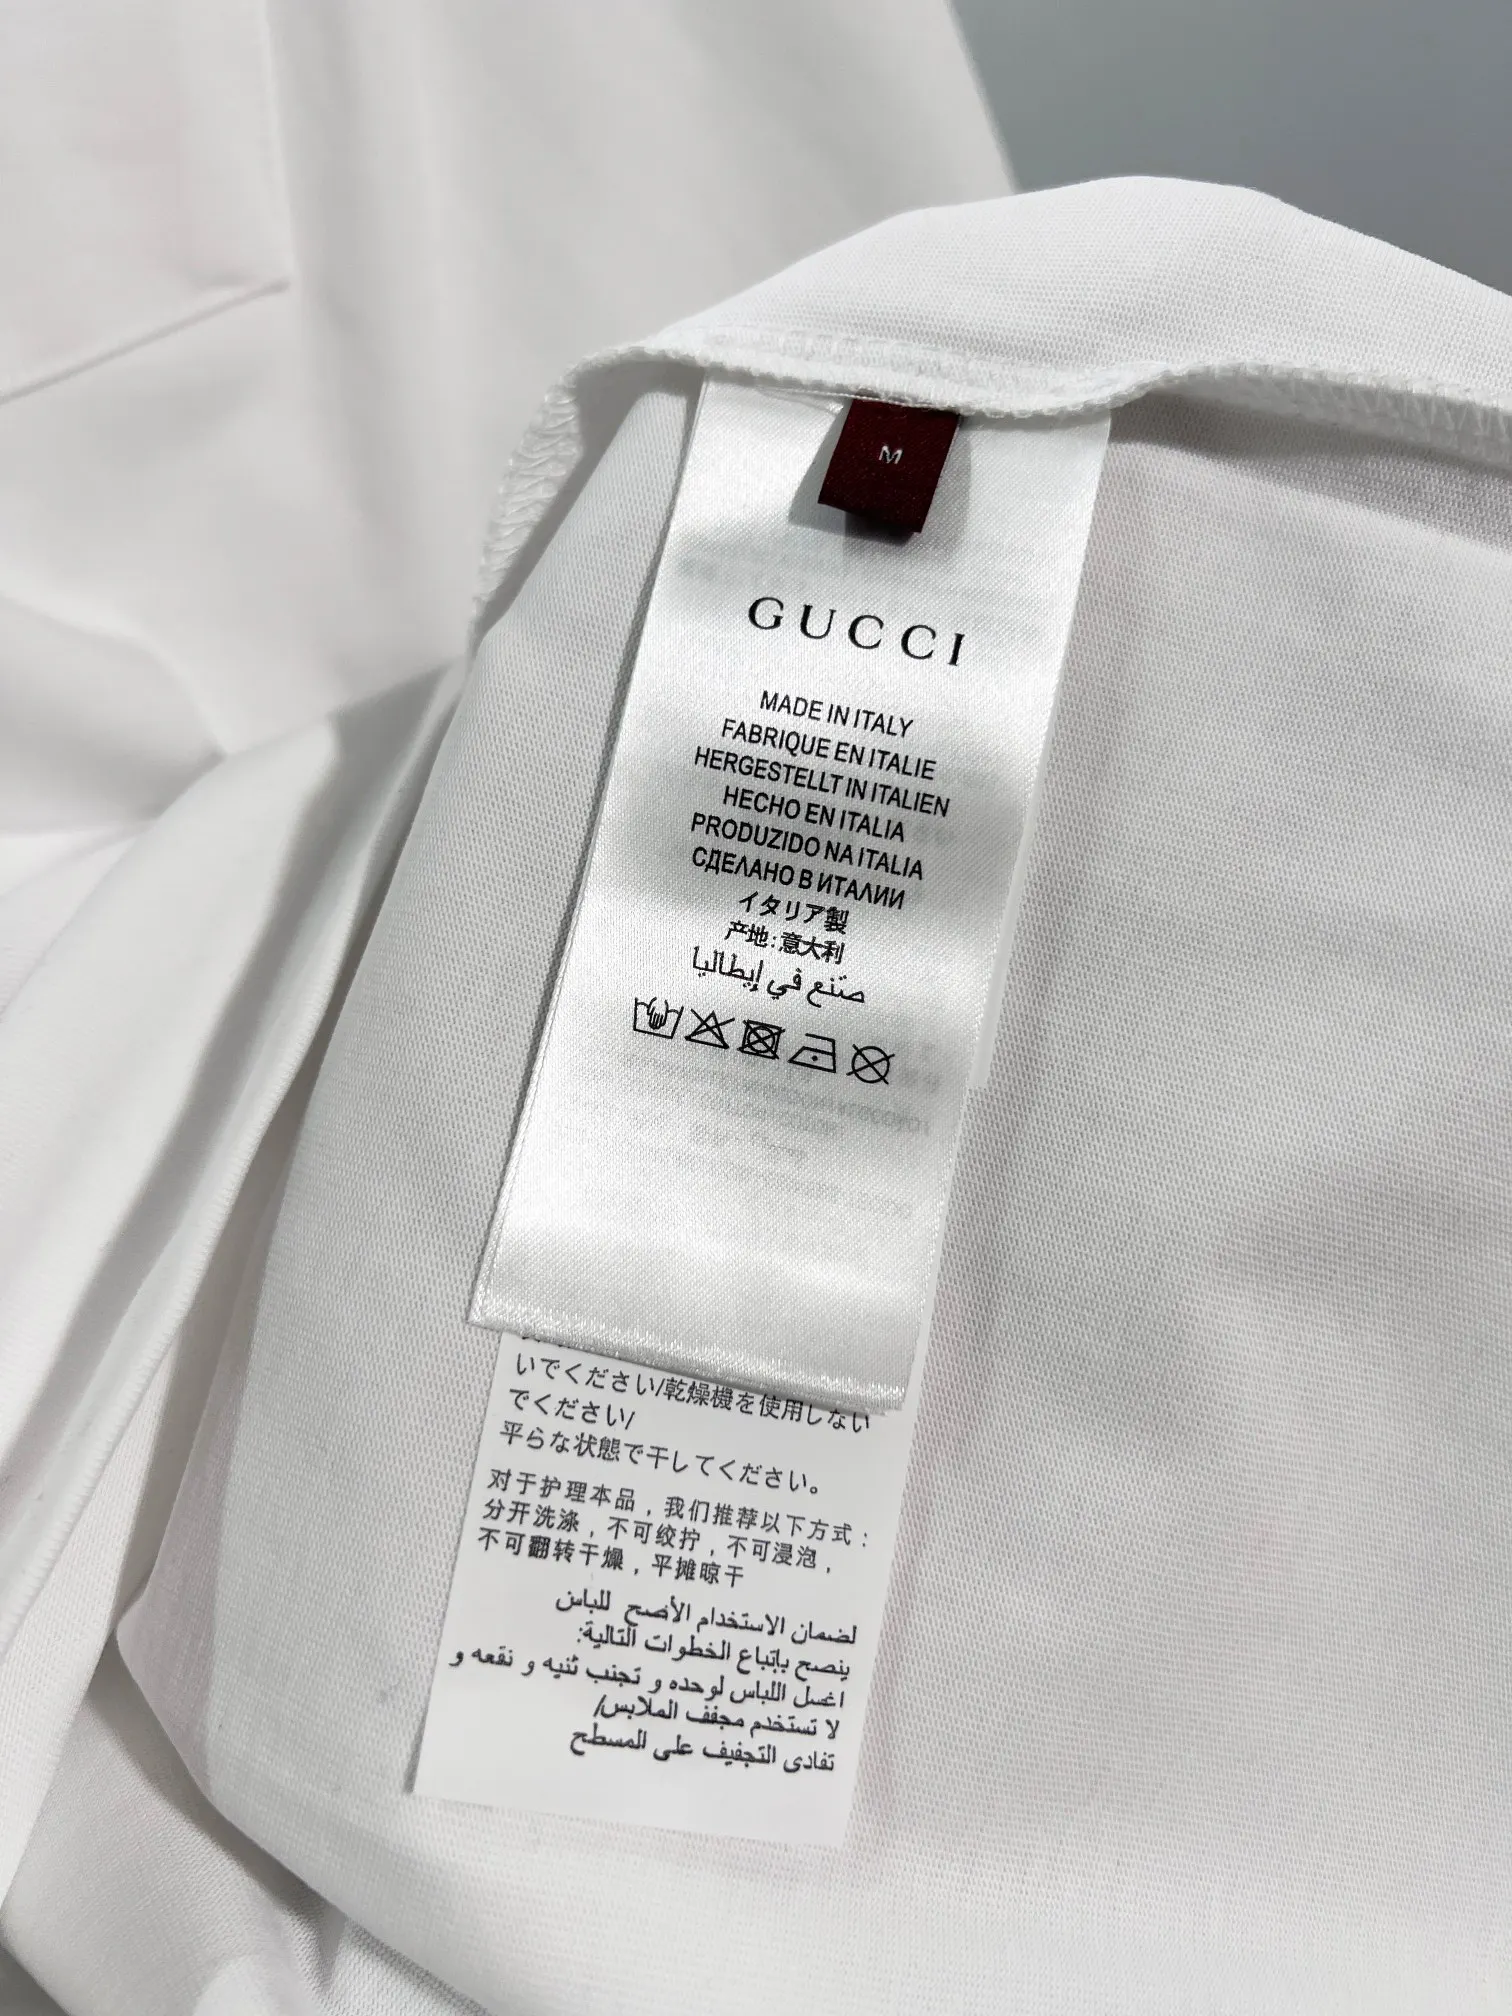 M
GUCCI
MADE IN ITALY
FABRIQUE EN ITALIE
HERGESTELLT IN ITALIEN
HECHO EN ITALIA
PRODUZIDO NA ITALIA
СДЕЛАНО В ИТАЛИИ
イタリア製
产地:意大利
صتنع في إيطاليا
いでください/乾燥機を使用しない
でください/
平らな状態で干してください。
对于护理本品，我们推荐以下方式：
分开洗涤，不可绞拧，不可浸泡，
不可翻转干燥，平摊晾干
لضمان الاستخدام الأصح للباس
ينصح بإتباع الخطوات التالية:
اغسل اللباس لوحده و تجنب ثنيه و نقعه و
لا تستخدم مجفف الملابس/
تفادى التجفيف على المسطح